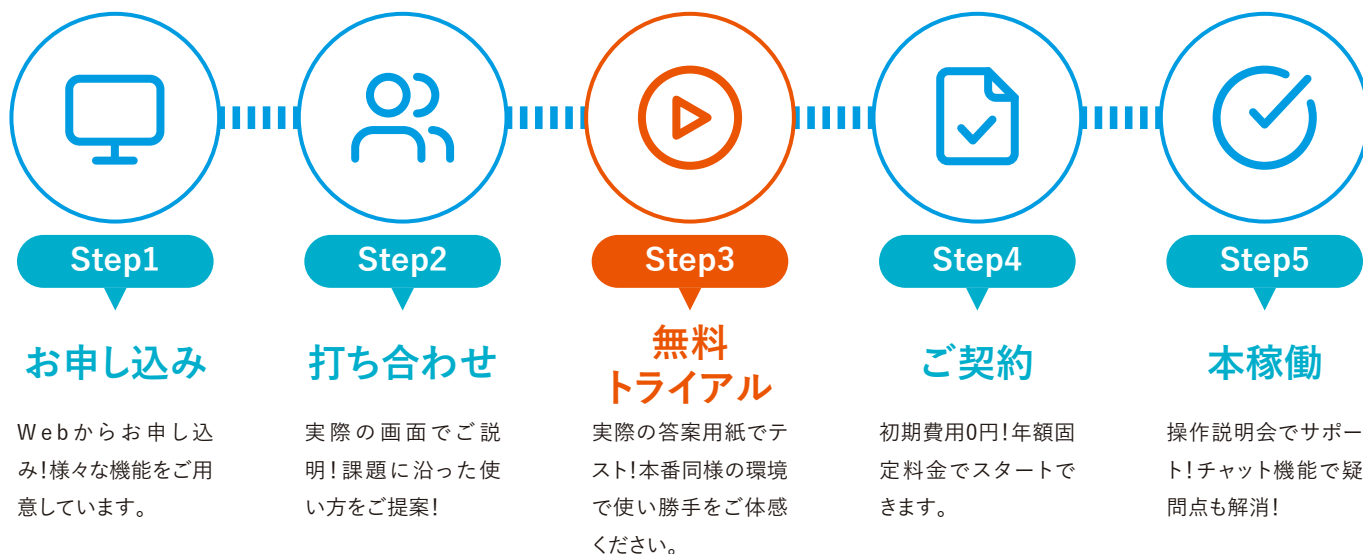 Step1
お申し込み
Webからお申し込
み!様々な機能をご用
意しています。
Step2
打ち合わせ
実際の画面でご説
明!課題に沿った使
い方をご提案!
Step3
無料
トライアル
実際の答案用紙でテ
スト!本番同様の環境
で使い勝手をご体感
ください。
Step4
ご契約
初期費用0円!年額固
定料金でスタートで
きます。
Step5
本稼働
操作説明会でサポー
ト!チャット機能で疑
問点も解消!